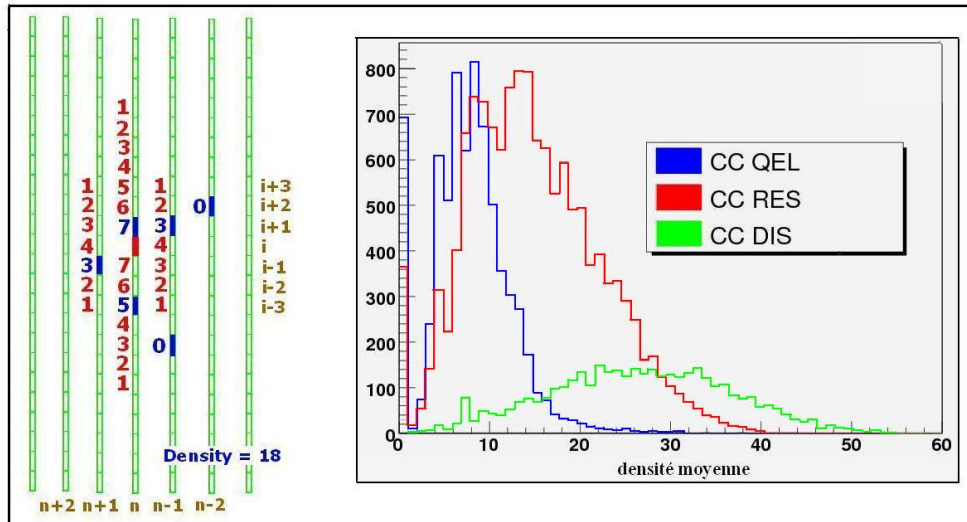 1
2
3
4
1 5 1 i+3
2 6 2 0 i+2
3 7 3 i+1
4 4 i
3 7 3 i-1
2 6 2 i-2
1 5 1 i-3
4
3 0
2
1
Density = 18
n+2 n+1 n n-1 n-2
800
700
600
500
400
300
200
100
0
CC QEL
CC RES
CC DIS
0 10 20 30 40 50 60
densité moyenne